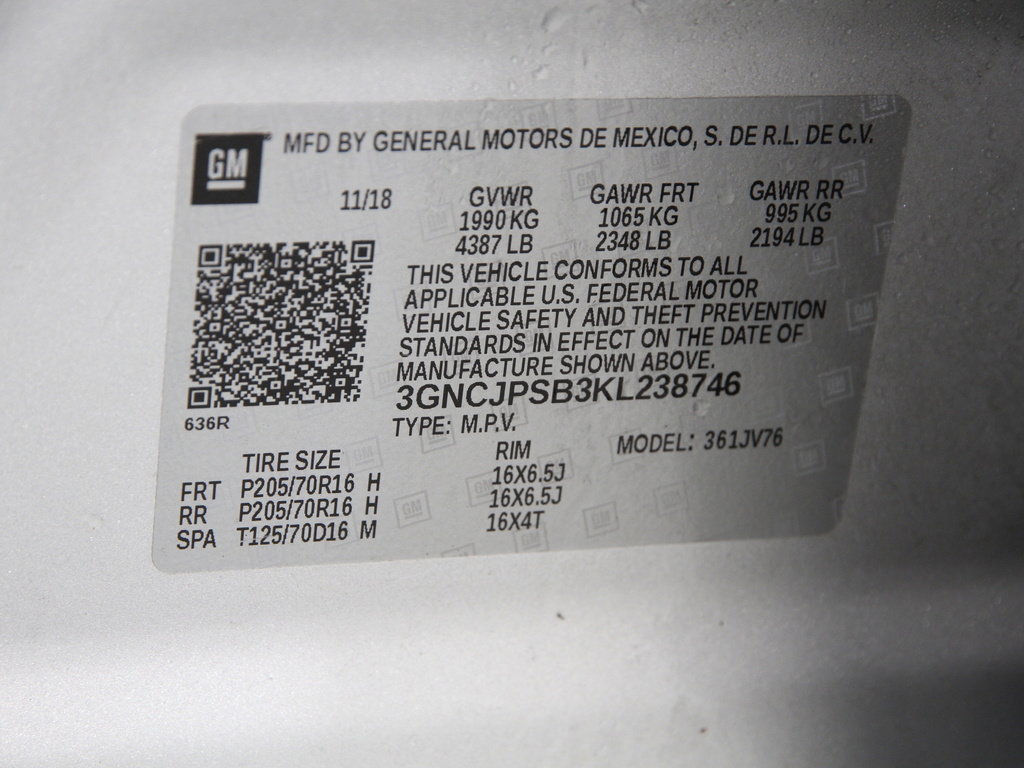 GM
MFD BY GENERAL MOTORS DE MEXICO, S. DE R.L. DE C.V.
11/18 GVWR GAWR FRT GAWR RR
1990 KG 1065 KG 995 KG
4387 LB 2348 LB 2194 LB
THIS VEHICLE CONFORMS TO ALL
APPLICABLE U.S. FEDERAL MOTOR
VEHICLE SAFETY AND THEFT PREVENTION
STANDARDS IN EFFECT ON THE DATE OF
MANUFACTURE SHOWN ABOVE.
3GNCJPSB3KL238746
636R
TYPE: M.P.V. MODEL: 361JV76
TIRE SIZE RIM
FRT P205/70R16 H 16X6.5J
RR P205/70R16 H 16X6.5J
SPA T125/70D16 M 16X4T